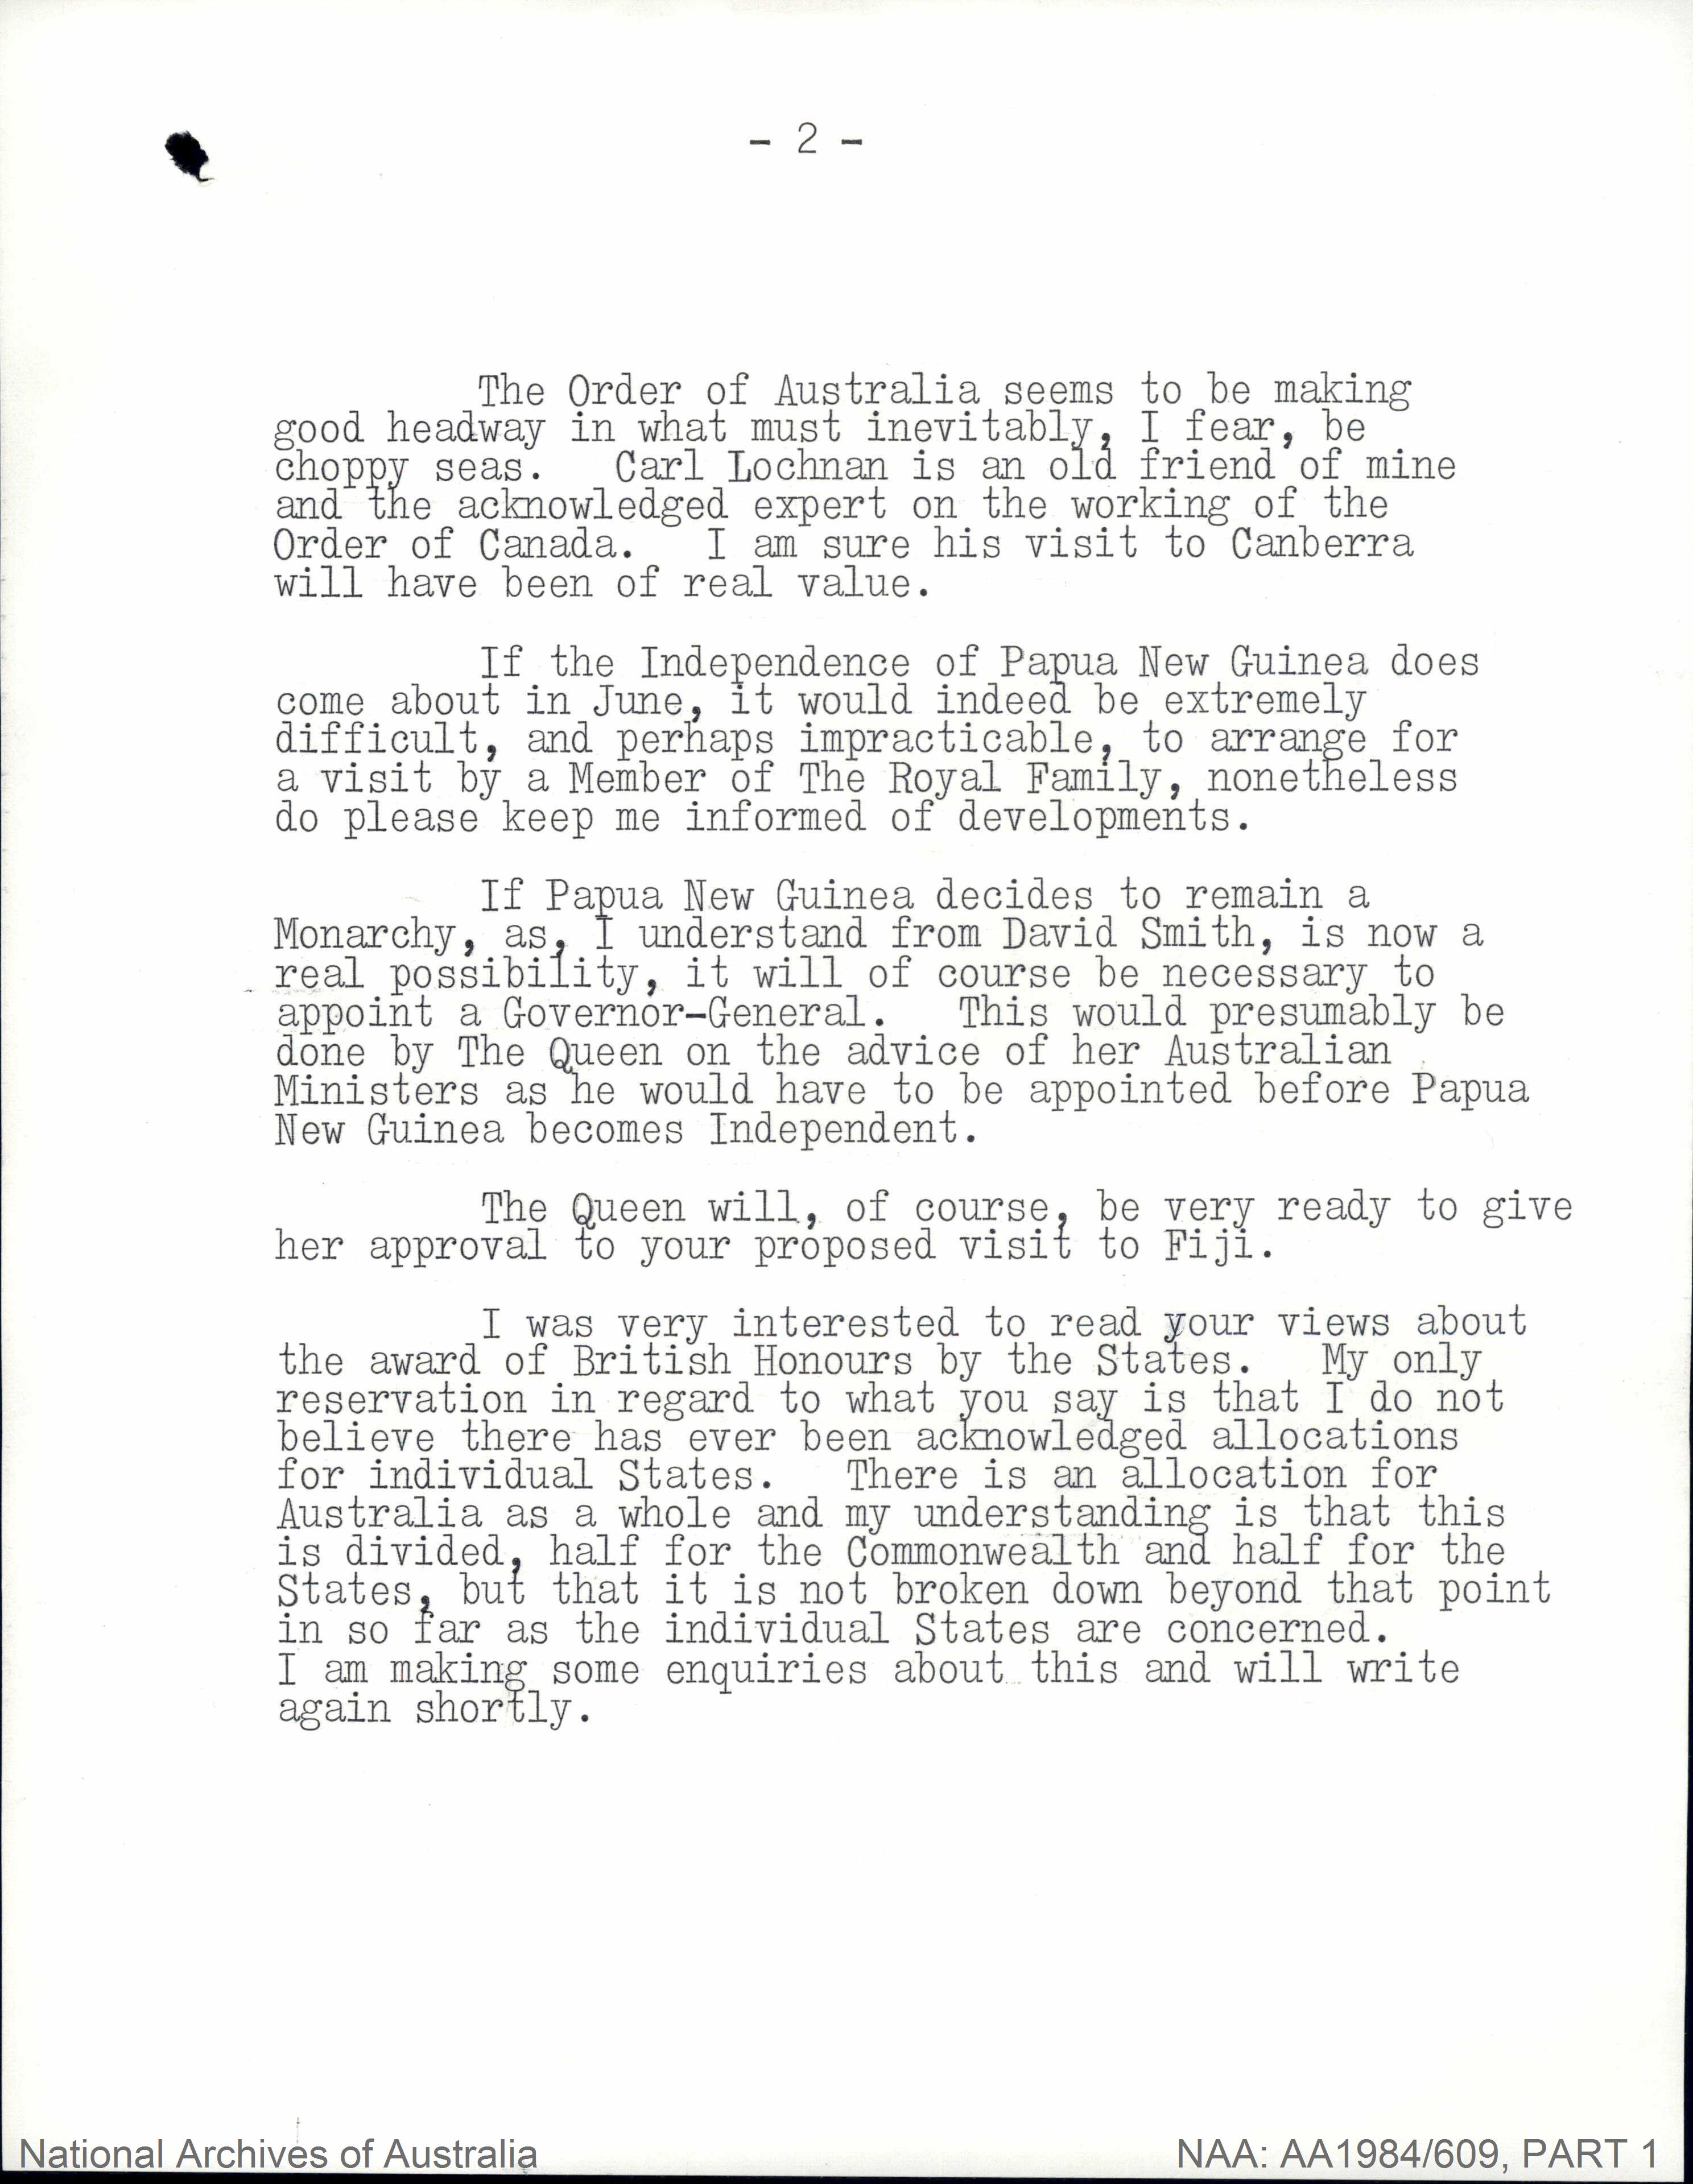 - 2 -
The Order of Australia seems to be making
good headway in what must inevitably, I fear, be
choppy seas. Carl Lochnan is an old friend of mine
and the acknowledged expert on the working of the
Order of Canada. I am sure his visit to Canberra
will have been of real value.
If the Independence of Papua New Guinea does
come about in June, it would indeed be extremely
difficult, and perhaps impracticable, to arrange for
a visit by a Member of The Royal Family, nonetheless
do please keep me informed of developments.
If Papua New Guinea decides to remain a
Monarchy, as, I understand from David Smith, is now a
real possibility, it will of course be necessary to
appoint a Governor-General. This would presumably be
done by The Queen on the advice of her Australian
Ministers as he would have to be appointed before Papua
New Guinea becomes Independent.
The Queen will, of course, be very ready to give
her approval to your proposed visit to Fiji.
I was very interested to read your views about
the award of British Honours by the States. My only
reservation in regard to what you say is that I do not
believe there has ever been acknowledged allocations
for individual States. There is an allocation for
Australia as a whole and my understanding is that this
is divided, half for the Commonwealth and half for the
States, but that it is not broken down beyond that point
in so far as the individual States are concerned.
I am making some enquiries about this and will write
again shortly.
National Archives of Australia
NAA: AA1984/609, PART 1